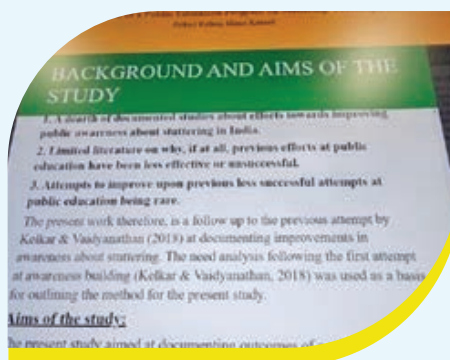 BACKGROUND AND AIMS OF THE
STUDY
1. A dearth of documented studies about efforts towards improving
public awareness about stuttering in India.
2. Limited literature on why, if at all, previous efforts at public
education have been less effective or unsuccessful.
3. Attempts to improve upon previous less successful attempts at
public education being rare.
The present work therefore, is a follow up to the previous attempt by
Kelkar & Vaidyanathan (2018) at documenting improvements in
awareness about stuttering. The need analysis following the first attempt
at awareness building (Kelkar & Vaidyanathan, 2018) was used as a basis
for outlining the method for the present study.
Aims of the study:
he present study aimed at documenting outcomes of